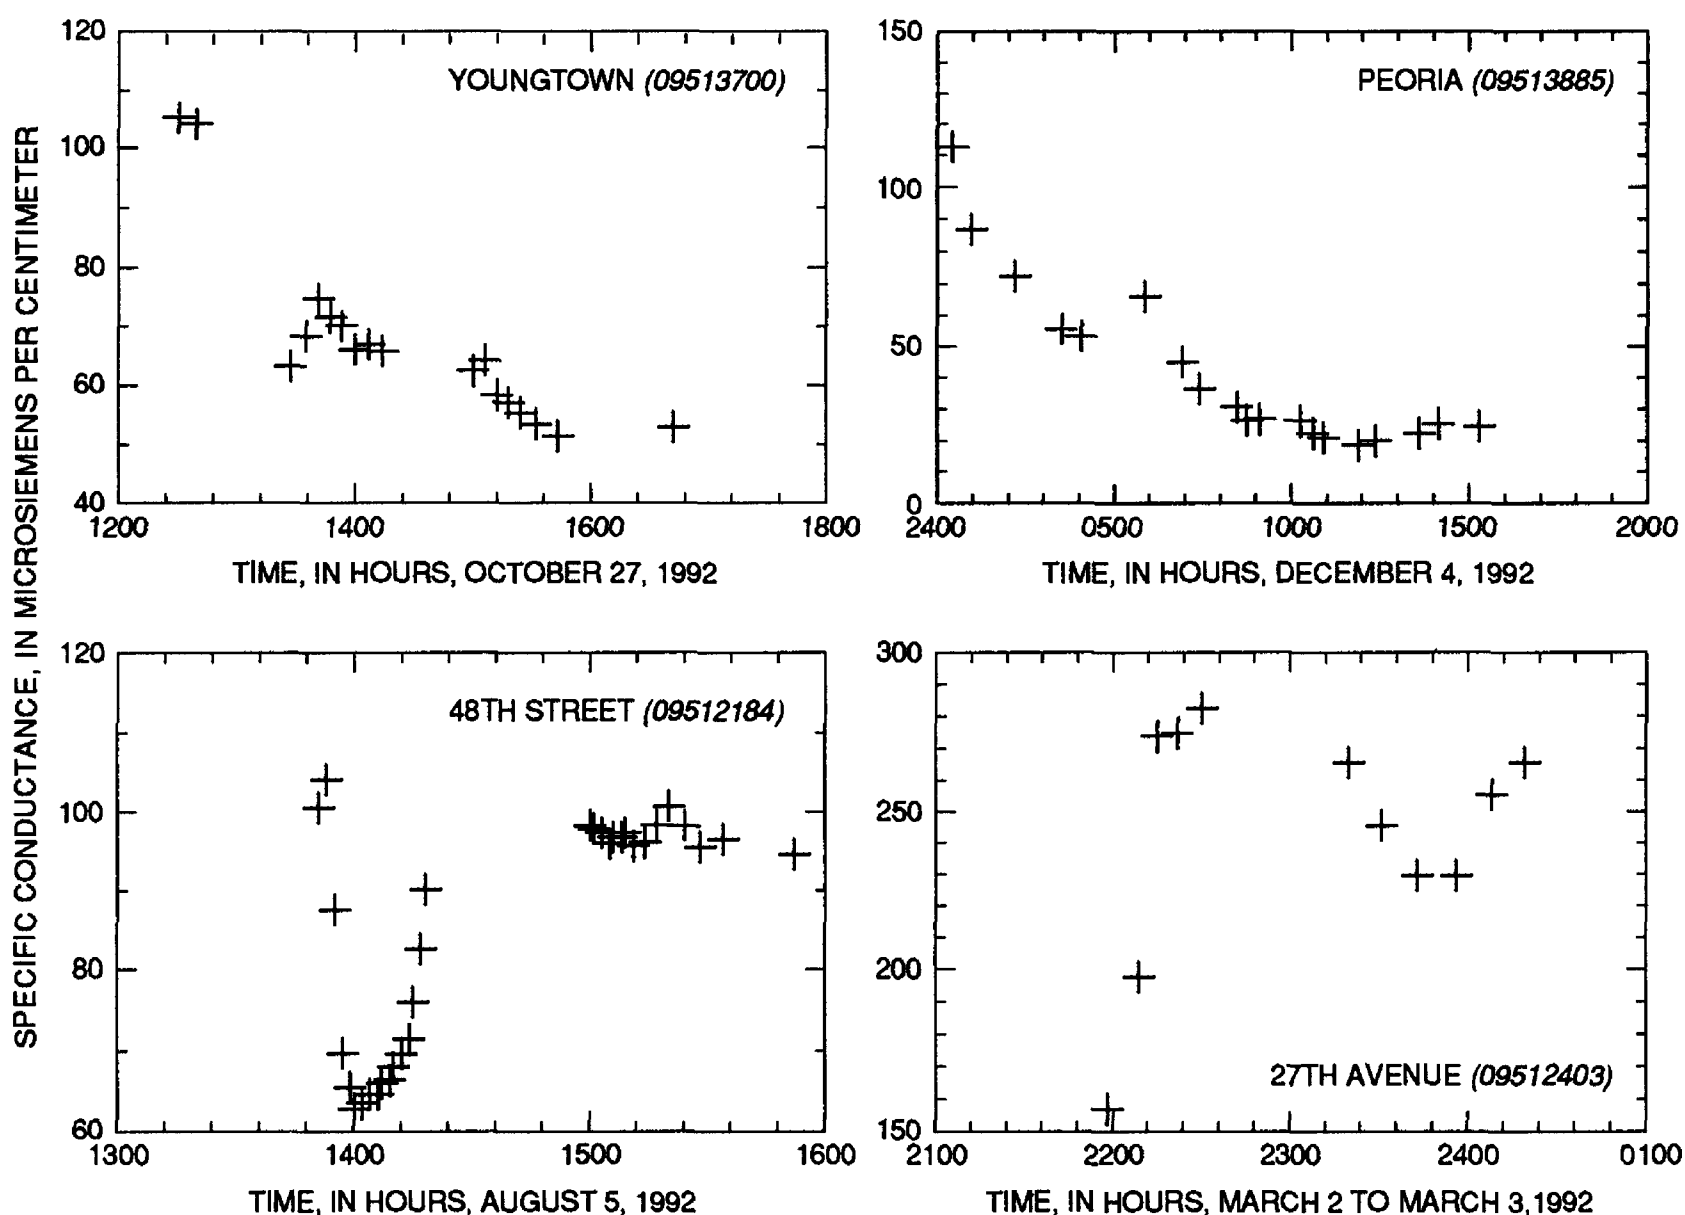 SPECIFIC CONDUCTANCE, IN MICROSIEMENS PER CENTIMETER
120
100
80
60
40
YOUNGTOWN (09513700)
1200 1400 1600 1800
TIME, IN HOURS, OCTOBER 27, 1992
150
100
50
0
PEORIA (09513885)
2400 0500 1000 1500 2000
TIME, IN HOURS, DECEMBER 4, 1992
120
100
80
60
48TH STREET (09512184)
1300 1400 1500 1600
TIME, IN HOURS, AUGUST 5, 1992
300
250
200
150
27TH AVENUE (09512403)
2100 2200 2300 2400 0100
TIME, IN HOURS, MARCH 2 TO MARCH 3,1992